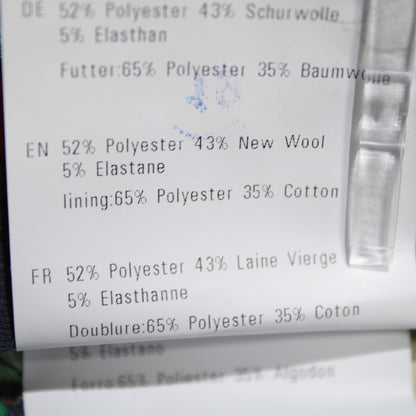 DE 52% Polyester 43% Schurwolle
5% Elasthan
Futter:65% Polyester 35% Baumwolle
EN 52% Polyester 43% New Wool
5% Elastane
lining:65% Polyester 35% Cotton
FR 52% Polyester 43% Laine Vierge
5% Elasthanne
Doublure:65% Polyester 35% Coton
5% Elastano
Forro:65% Poliester 35% Algodon